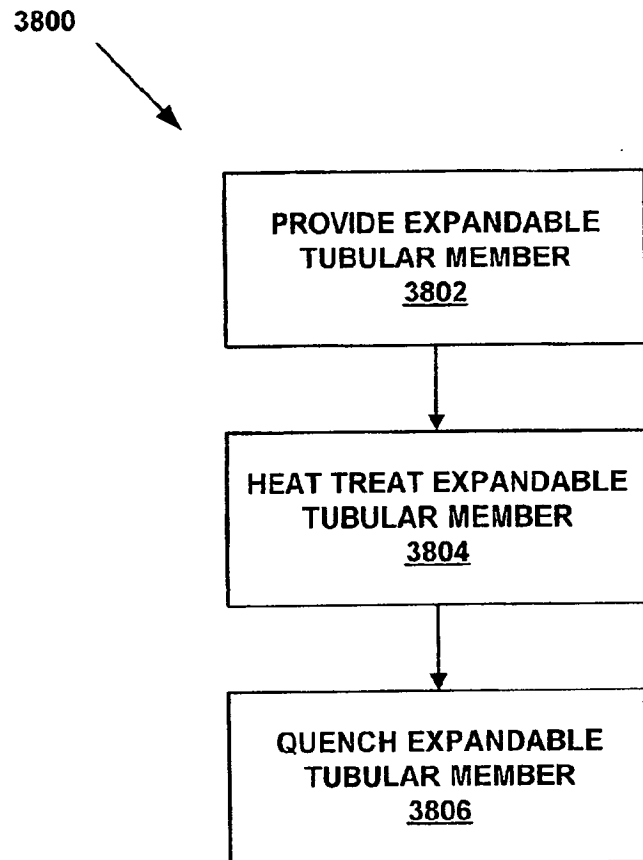 3800
PROVIDE EXPANDABLE
TUBULAR MEMBER
3802
HEAT TREAT EXPANDABLE
TUBULAR MEMBER
3804
QUENCH EXPANDABLE
TUBULAR MEMBER
3806